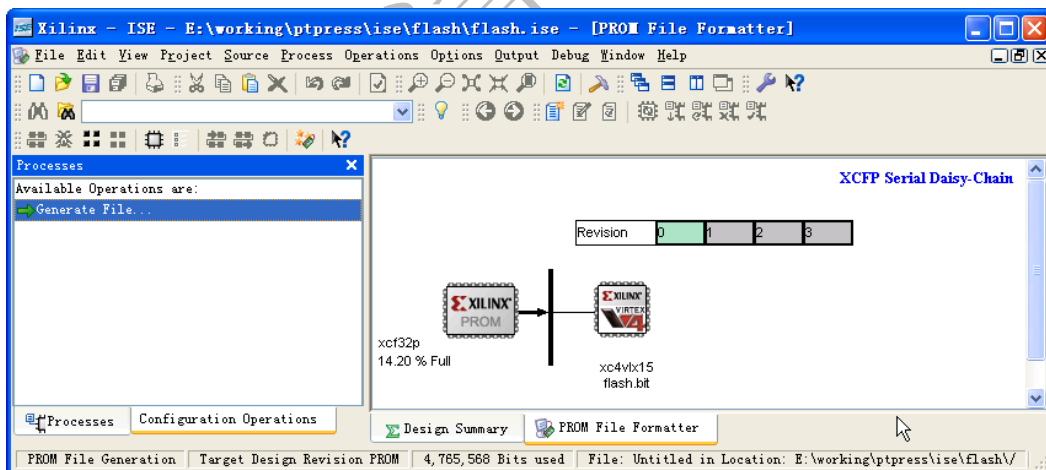 Xilinx - ISE - E:\working\ptpress\ise\flash\flash.ise - [PROM File Formatter]
File Edit View Project Source Process Operations Options Output Debug Window Help
Processes
Available Operations are:
Generate File...
XCFP Serial Daisy-Chain
Revision 0 1 2 3
XILINX
PROM
XILINX
VIRTEX
4
xcf32p
14.20 % Full
xc4vlx15
flash.bit
Processes Configuration Operations
Design Summary PROM File Formatter
PROM File Generation Target Design Revision PROM 4,765,568 Bits used File: Untitled in Location: E:\working\ptpress\ise\flash\/